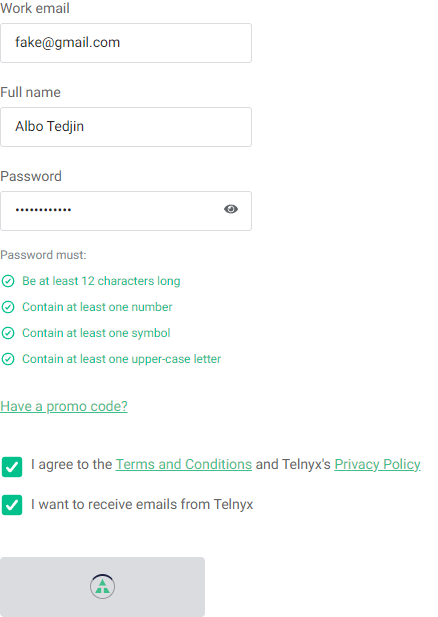 Work email
fake@gmail.com
Full name
Albo Tedjin
Password
••••••••••••
Password must:
Be at least 12 characters long
Contain at least one number
Contain at least one symbol
Contain at least one upper-case letter
Have a promo code?
I agree to the Terms and Conditions and Telnyx's Privacy Policy
I want to receive emails from Telnyx